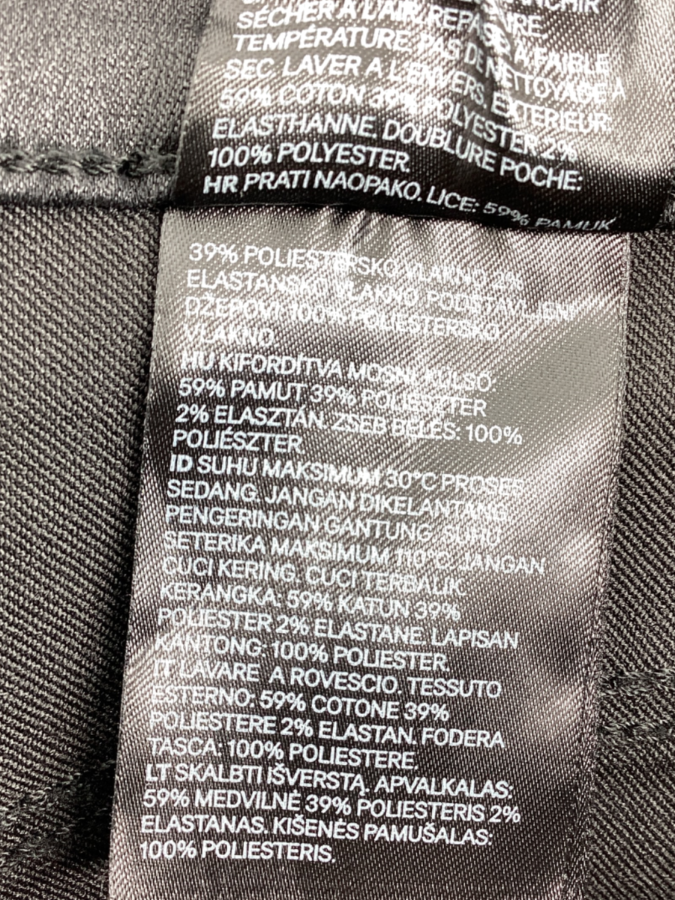 SÉCHER À L'AIR. REPASSER À FAIBLE
TEMPÉRATURE. PAS DE NETTOYAGE À
SEC. LAVER A L'ENVERS. EXTÉRIEUR:
59% COTON 39% POLYESTER 2%
ELASTHANNE. DOUBLURE POCHE:
100% POLYESTER.
HR PRATI NAOPAKO. LICE: 59% PAMUK
39% POLIESTERSKO VLAKNO 2%
ELASTANSKO VLAKNO. PODSTAVLJENI
DŽEPOVI: 100% POLIESTERSKO
VLAKNO.
HU KIFORDÍTVA MOSNI. KÜLSŐ:
59% PAMUT 39% POLIÉSZTER
2% ELASZTÁN. ZSEB BÉLÉS: 100%
POLIÉSZTER.
ID SUHU MAKSIMUM 30°C PROSES
SEDANG. JANGAN DIKELANTANG.
PENGERINGAN GANTUNG. SUHU
SETERIKA MAKSIMUM 110°C. JANGAN
CUCI KERING. CUCI TERBALIK
KERANGKA: 59% KATUN 39%
POLIESTER 2% ELASTANE. LAPISAN
KANTONG: 100% POLIESTER.
IT LAVARE A ROVESCIO. TESSUTO
ESTERNO: 59% COTONE 39%
POLIESTERE 2% ELASTAN. FODERA
TASCA: 100% POLIESTERE.
LT SKALBTI IŠVERSTĄ. APVALKALAS:
59% MEDVILNĖ 39% POLIESTERIS 2%
ELASTANAS. KIŠENĖS PAMUŠALAS:
100% POLIESTERIS.